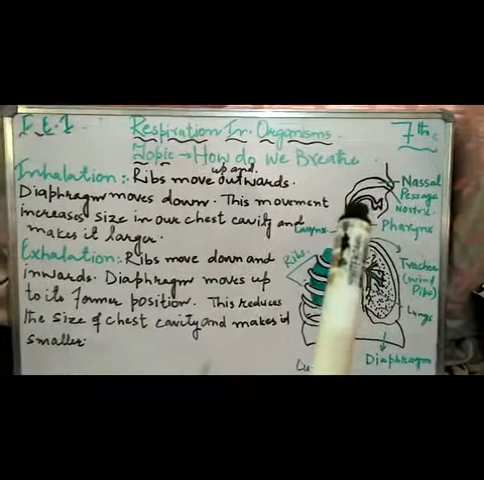 Respiration In Organisms
7th
Topic → How do we Breathe
Inhalation:- Ribs move up and outwards.
Diaphragm moves down. This movement
increases size in our chest cavity and
makes it larger.
Exhalation:- Ribs move down and
inwards. Diaphragm moves up
to its former position. This reduces
the size of chest cavity and makes it
smaller.
Nassal
Pessage
Nostril
Pharynx
Larynx
Ribs
Trachea
(wind
Pipe)
Lungs
Diaphragm
Lu